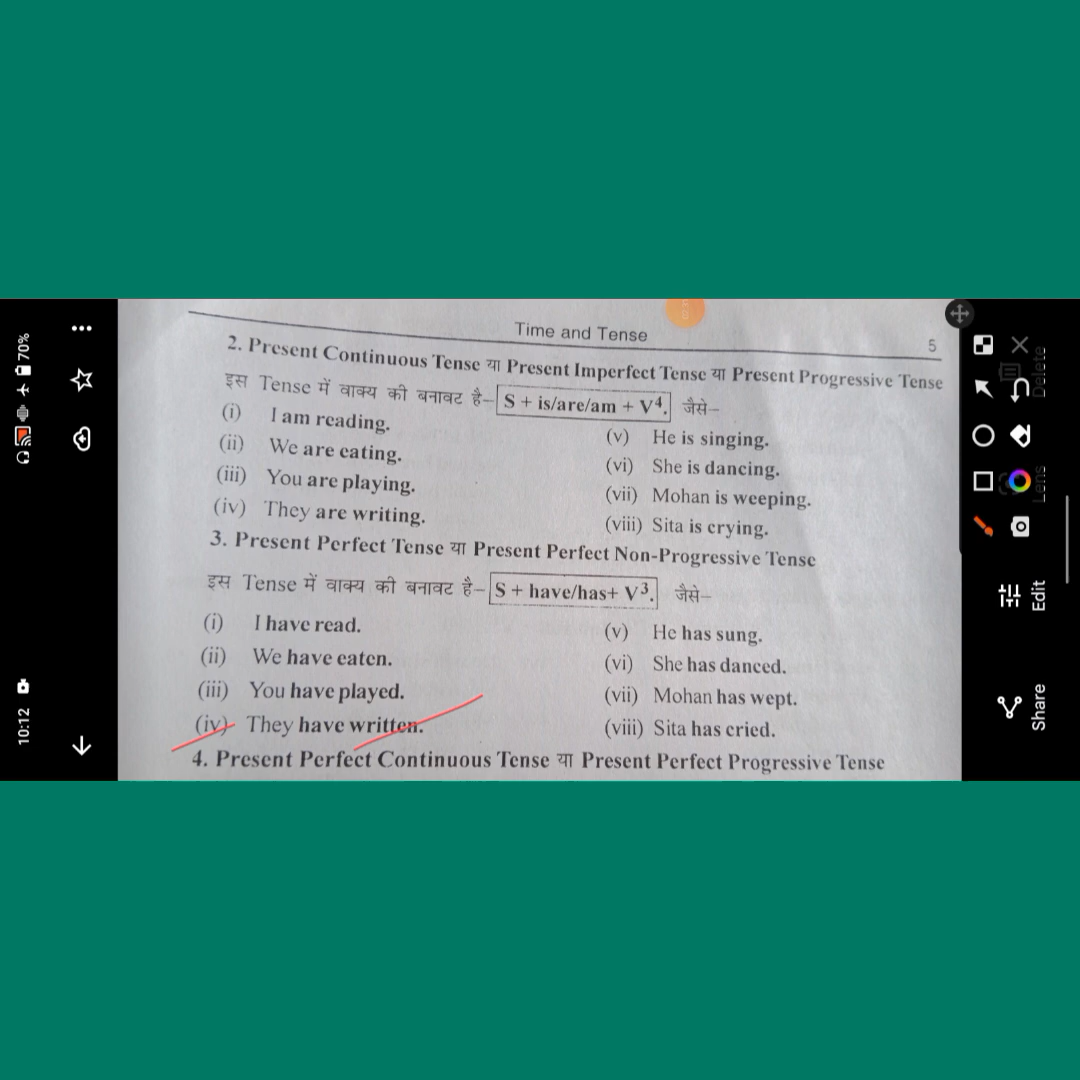 Time and Tense
5
2. Present Continuous Tense या Present Imperfect Tense या Present Progressive Tense
इस Tense में वाक्य की बनावट है– S + is/are/am + V⁴. जैसे–
(i) I am reading.
(ii) We are eating.
(iii) You are playing.
(iv) They are writing.
(v) He is singing.
(vi) She is dancing.
(vii) Mohan is weeping.
(viii) Sita is crying.
3. Present Perfect Tense या Present Perfect Non-Progressive Tense
इस Tense में वाक्य की बनावट है– S + have/has+ V³. जैसे–
(i) I have read.
(ii) We have eaten.
(iii) You have played.
(iv) They have written.
(v) He has sung.
(vi) She has danced.
(vii) Mohan has wept.
(viii) Sita has cried.
4. Present Perfect Continuous Tense या Present Perfect Progressive Tense
10:12
70%
Share
Edit
Lens
Delete